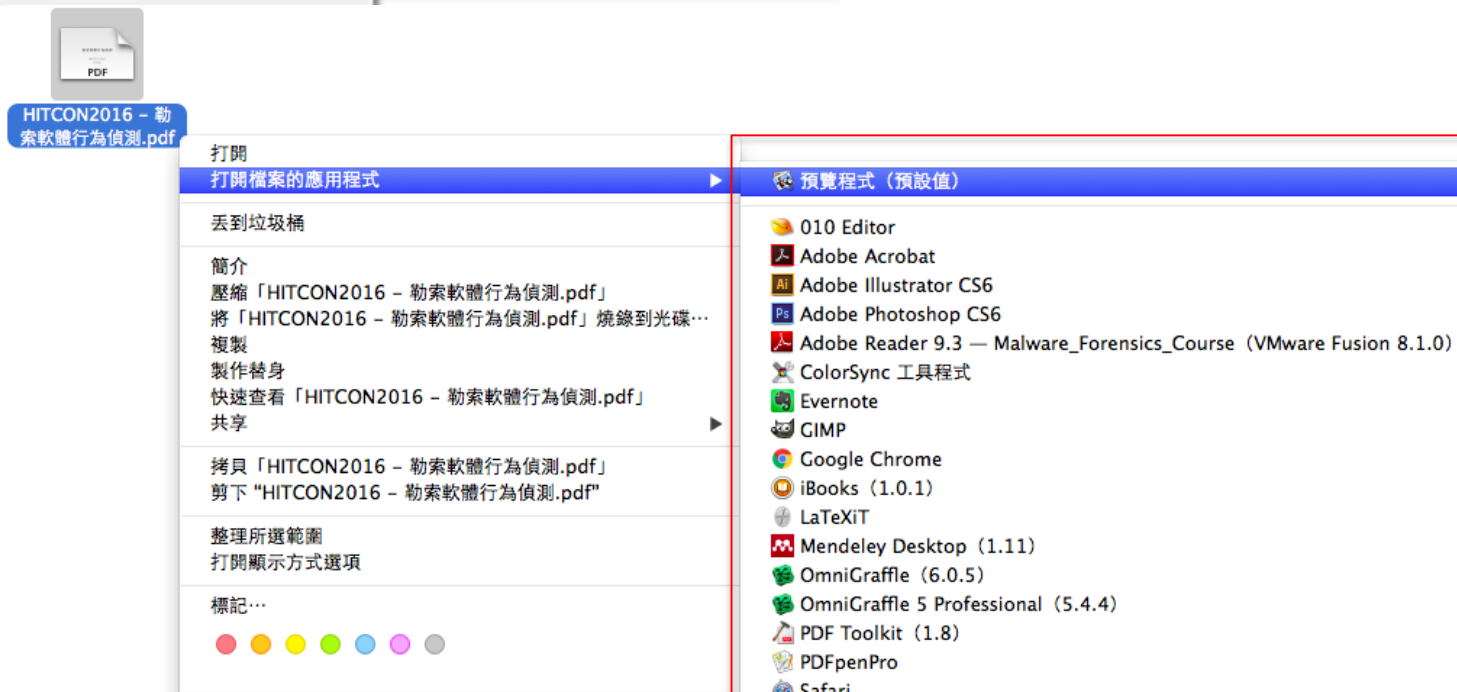 PDF
HITCON2016 – 勒
索軟體行為偵測.pdf
打開
打開檔案的應用程式
丟到垃圾桶
簡介
壓縮「HITCON2016 – 勒索軟體行為偵測.pdf」
將「HITCON2016 – 勒索軟體行為偵測.pdf」燒錄到光碟⋯
複製
製作替身
快速查看「HITCON2016 – 勒索軟體行為偵測.pdf」
共享
拷貝「HITCON2016 – 勒索軟體行為偵測.pdf」
剪下 "HITCON2016 – 勒索軟體行為偵測.pdf"
整理所選範圍
打開顯示方式選項
標記⋯
預覽程式（預設值）
010 Editor
Adobe Acrobat
Ai Adobe Illustrator CS6
Ps Adobe Photoshop CS6
Adobe Reader 9.3 — Malware_Forensics_Course（VMware Fusion 8.1.0）
ColorSync 工具程式
Evernote
GIMP
Google Chrome
iBooks（1.0.1）
LaTeXiT
Mendeley Desktop（1.11）
OmniGraffle（6.0.5）
OmniGraffle 5 Professional（5.4.4）
PDF Toolkit（1.8）
PDFpenPro
Safari